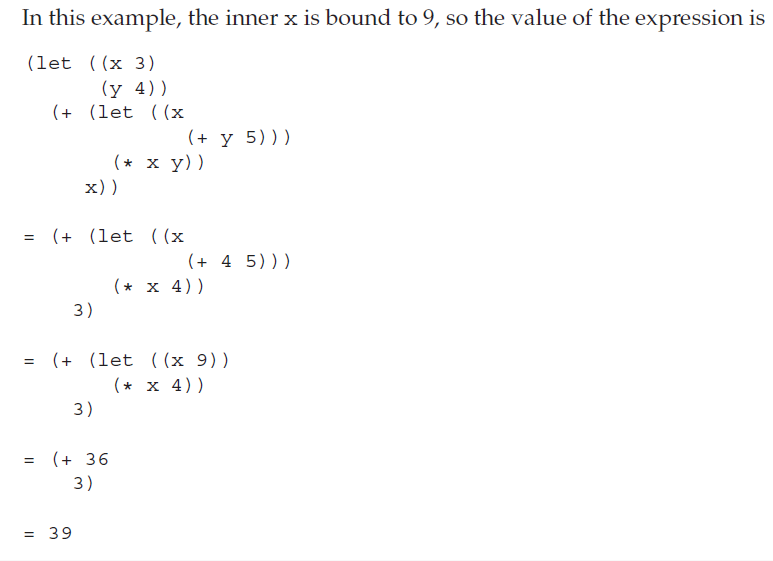 In this example, the inner x is bound to 9, so the value of the expression is
(let ((x 3)
(y 4))
(+ (let ((x
(+ y 5)))
(* x y))
x))
= (+ (let ((x
(+ 4 5)))
(* x 4))
3)
= (+ (let ((x 9))
(* x 4))
3)
= (+ 36
3)
= 39